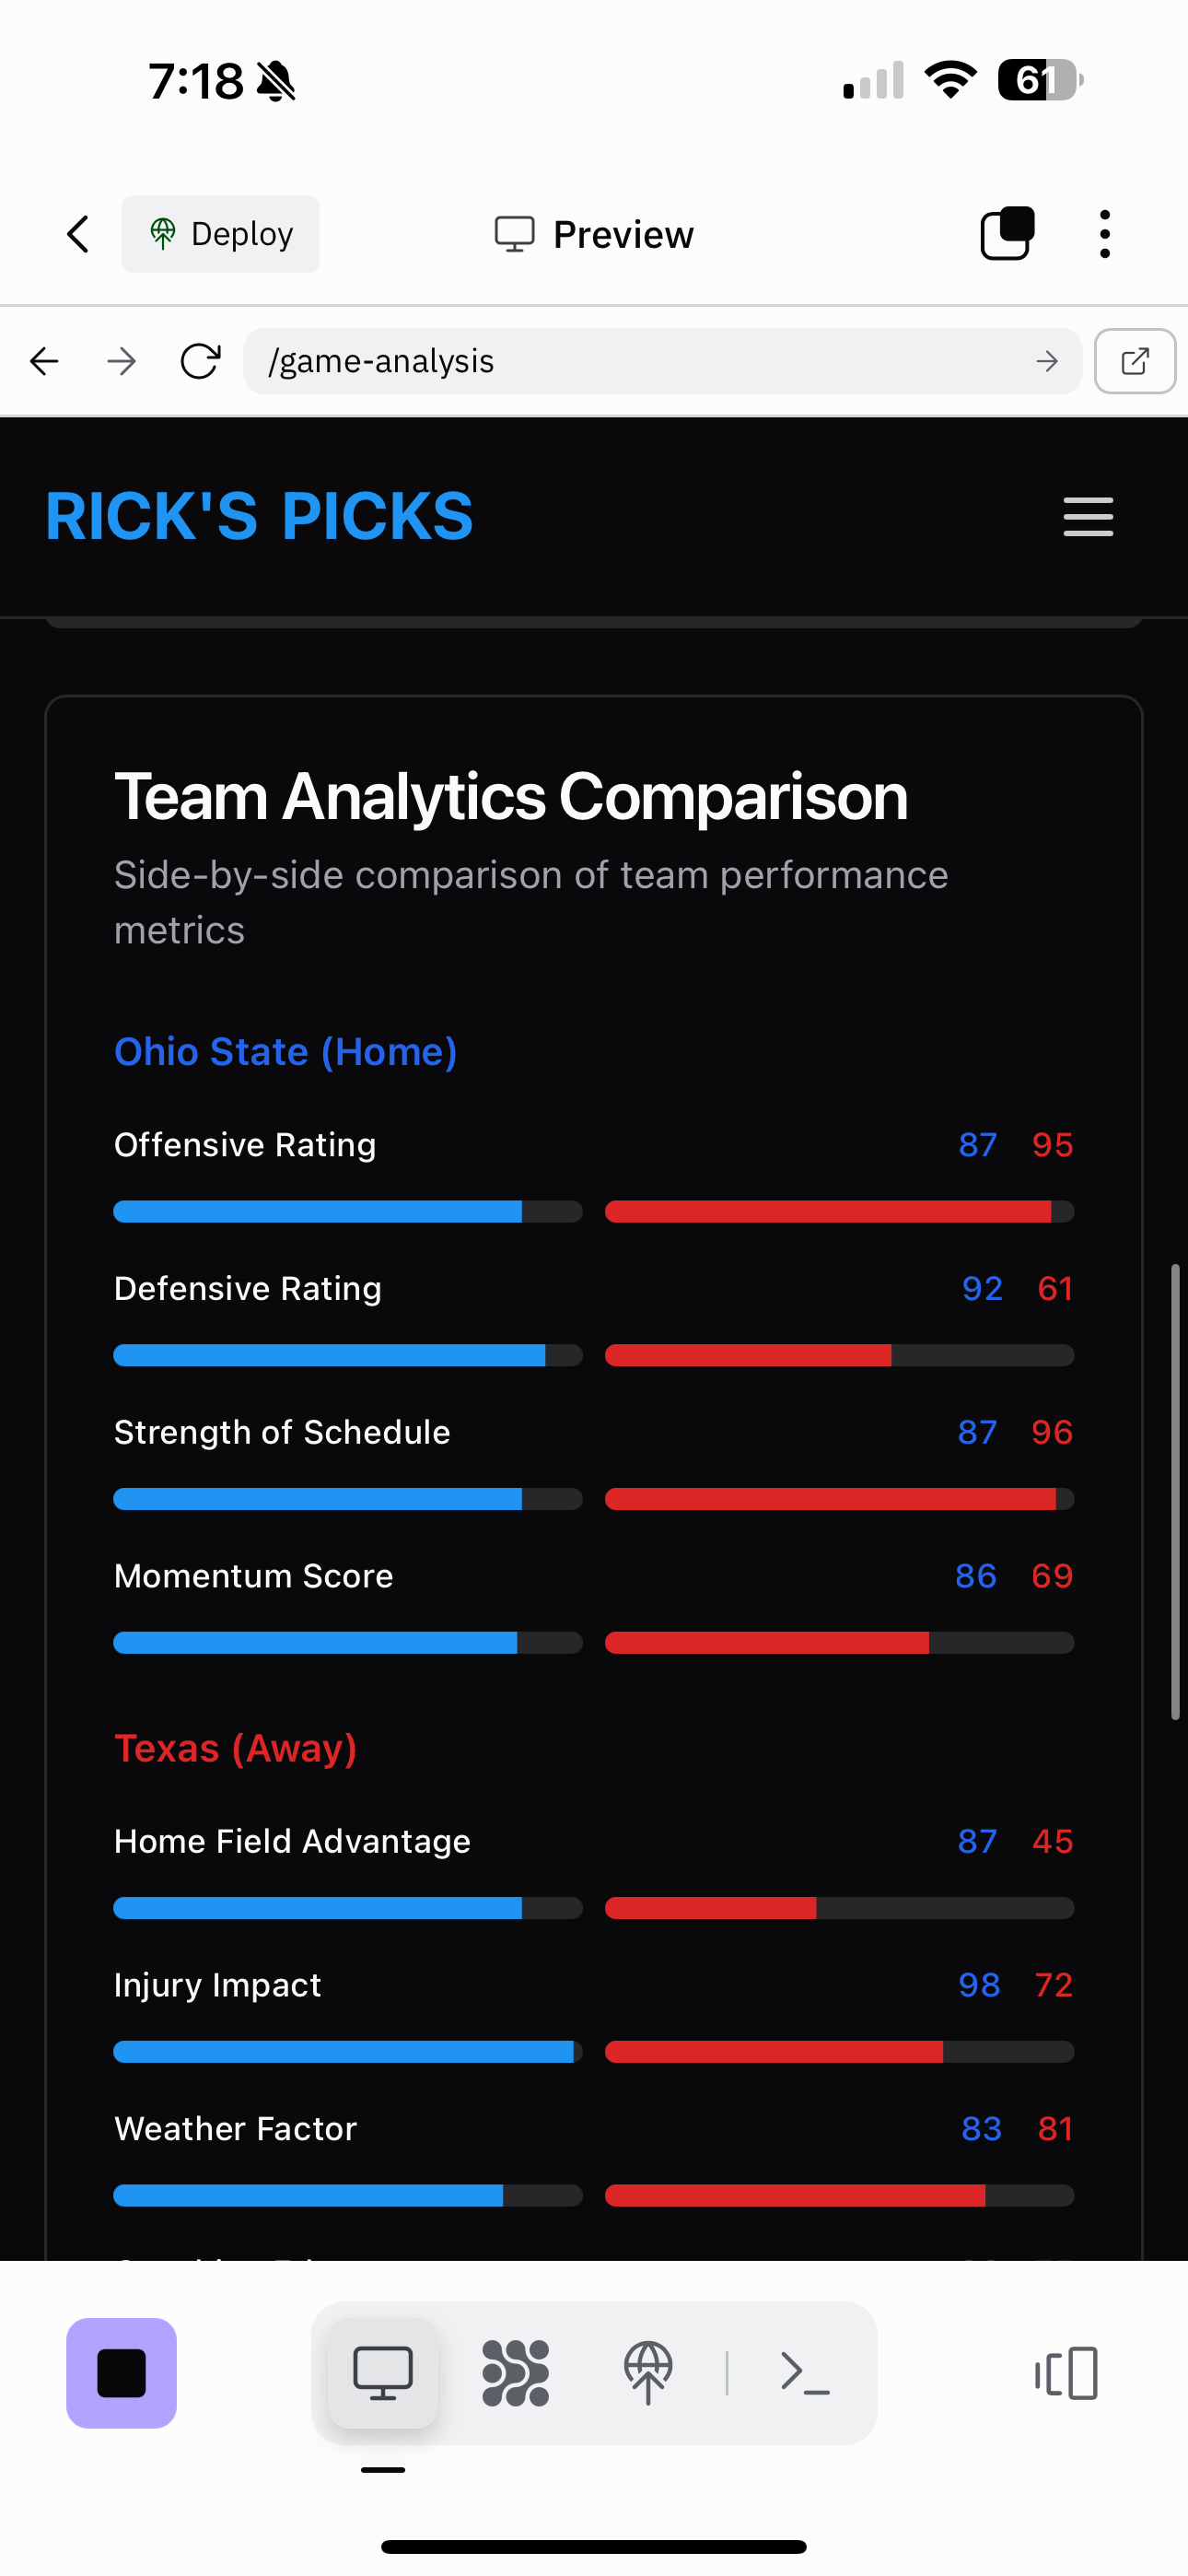 7:18
61
Deploy
Preview
/game-analysis
RICK'S PICKS
Team Analytics Comparison
Side-by-side comparison of team performance
metrics
Ohio State (Home)
Offensive Rating 87 95
Defensive Rating 92 61
Strength of Schedule 87 96
Momentum Score 86 69
Texas (Away)
Home Field Advantage 87 45
Injury Impact 98 72
Weather Factor 83 81